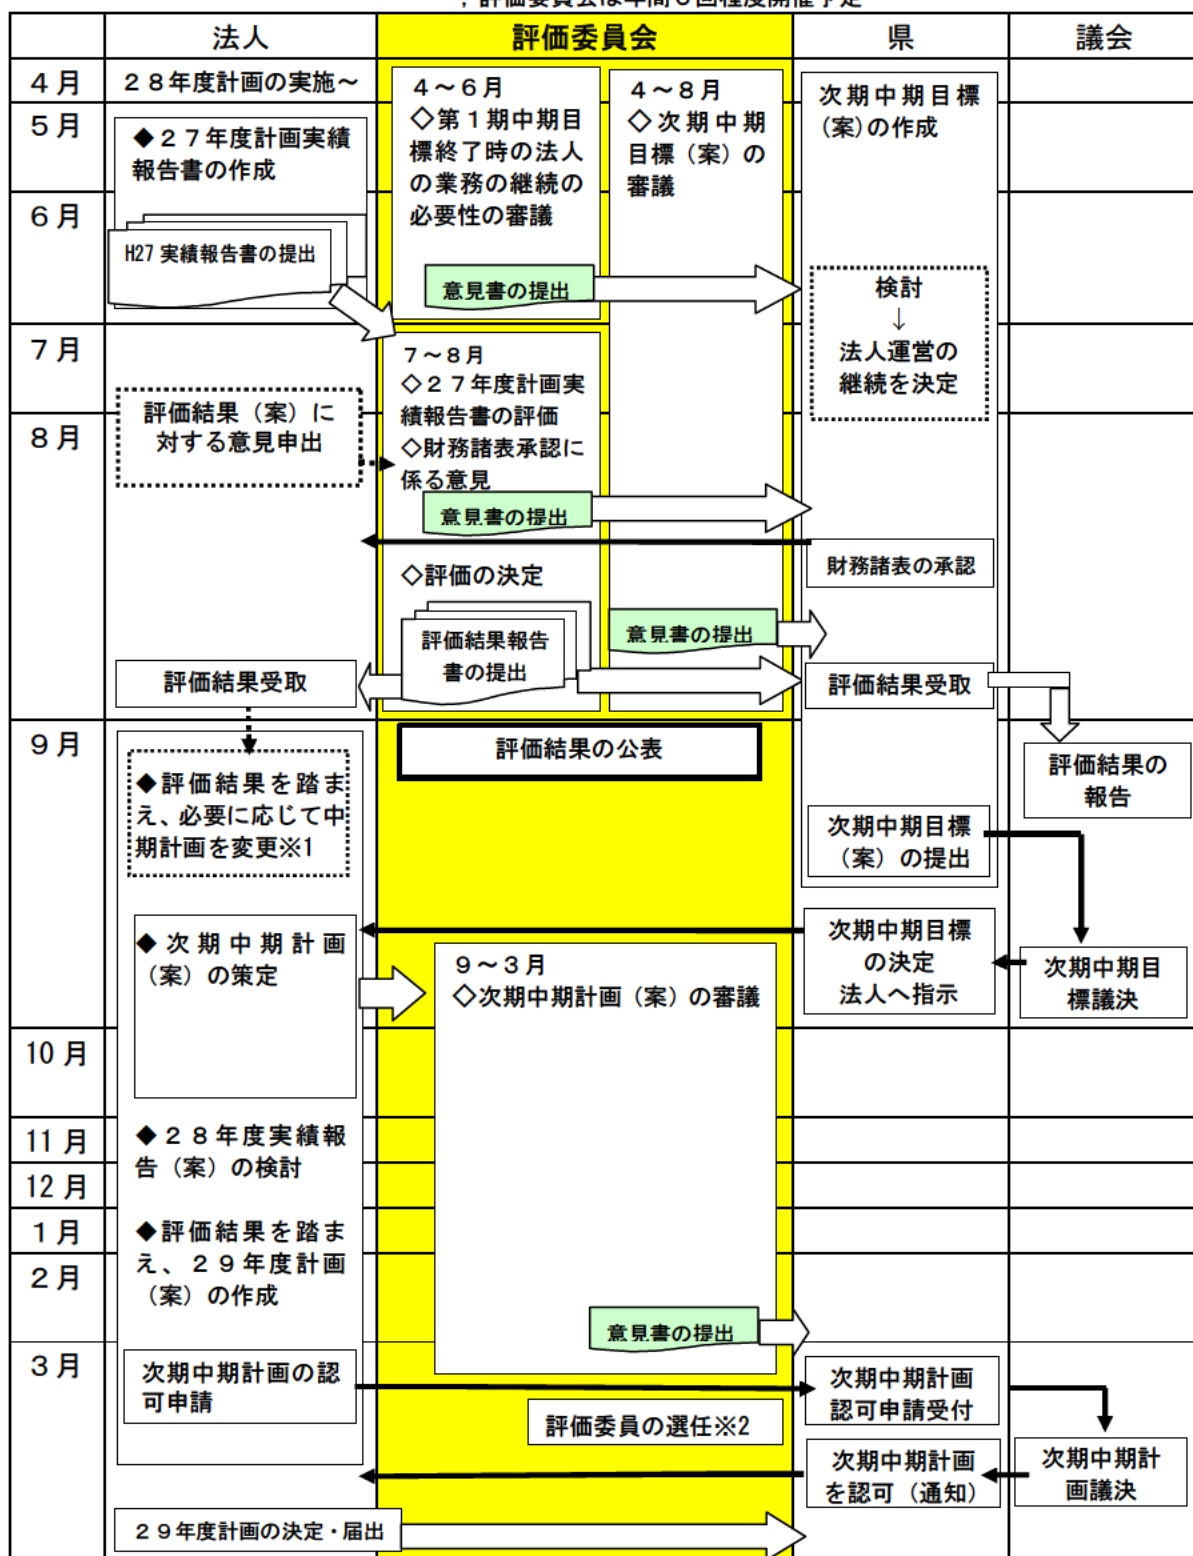 ，評価委員会は年間５回程度開催予定
法人
評価委員会
県
議会
４月
２８年度計画の実施～
４～６月
◇第１期中期目
標終了時の法人
の業務の継続の
必要性の審議
４～８月
◇次期中期
目標（案）の
審議
次期中期目標
（案）の作成
５月
◆２７年度計画実績
報告書の作成
６月
H27 実績報告書の提出
意見書の提出
検討
↓
法人運営の
継続を決定
７月
７～８月
◇２７年度計画実
績報告書の評価
◇財務諸表承認に
係る意見
評価結果（案）に
対する意見申出
８月
意見書の提出
財務諸表の承認
◇評価の決定
評価結果報告
書の提出
意見書の提出
評価結果受取
評価結果受取
９月
評価結果の公表
評価結果の
報告
◆評価結果を踏ま
え、必要に応じて中
期計画を変更※1
次期中期目標
（案）の提出
◆次期中期計画
（案）の策定
次期中期目標
の決定
法人へ指示
次期中期目
標議決
９～３月
◇次期中期計画（案）の審議
10 月
11 月
◆２８年度実績報
告（案）の検討
12 月
１月
◆評価結果を踏ま
え、２９年度計画
（案）の作成
２月
意見書の提出
３月
次期中期計画の認
可申請
次期中期計画
認可申請受付
評価委員の選任※2
次期中期計画
を認可（通知）
次期中期計
画議決
２９年度計画の決定・届出